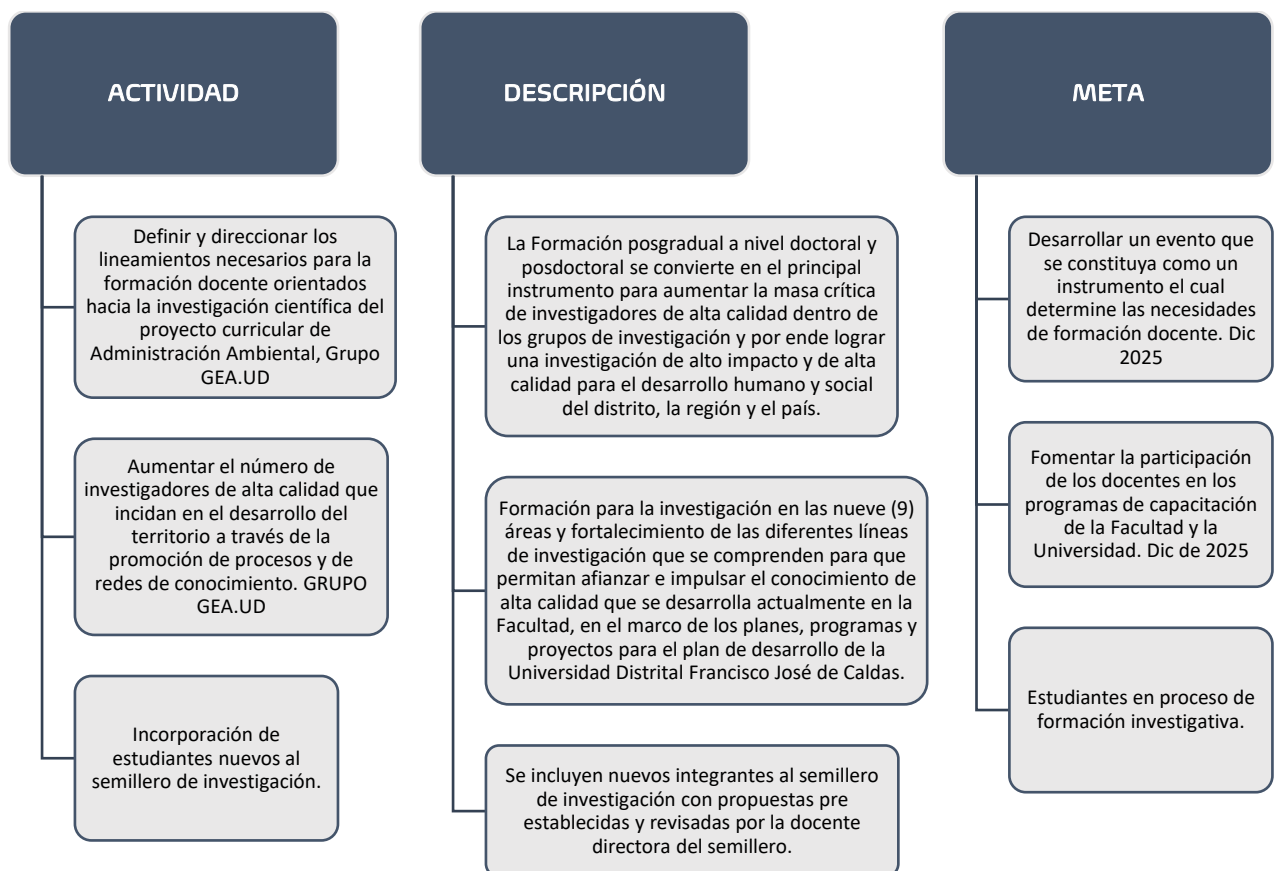 ACTIVIDAD
Definir y direccionar los
lineamientos necesarios para la
formación docente orientados
hacia la investigación científica del
proyecto curricular de
Administración Ambiental, Grupo
GEA.UD
Aumentar el número de
investigadores de alta calidad que
incidan en el desarrollo del
territorio a través de la
promoción de procesos y de
redes de conocimiento. GRUPO
GEA.UD
Incorporación de
estudiantes nuevos al
semillero de investigación.
DESCRIPCIÓN
La Formación posgradual a nivel doctoral y
posdoctoral se convierte en el principal
instrumento para aumentar la masa crítica
de investigadores de alta calidad dentro de
los grupos de investigación y por ende lograr
una investigación de alto impacto y de alta
calidad para el desarrollo humano y social
del distrito, la región y el país.
Formación para la investigación en las nueve (9)
áreas y fortalecimiento de las diferentes líneas
de investigación que se comprenden para que
permitan afianzar e impulsar el conocimiento de
alta calidad que se desarrolla actualmente en la
Facultad, en el marco de los planes, programas y
proyectos para el plan de desarrollo de la
Universidad Distrital Francisco José de Caldas.
Se incluyen nuevos integrantes al semillero
de investigación con propuestas pre
establecidas y revisadas por la docente
directora del semillero.
META
Desarrollar un evento que
se constituya como un
instrumento el cual
determine las necesidades
de formación docente. Dic
2025
Fomentar la participación
de los docentes en los
programas de capacitación
de la Facultad y la
Universidad. Dic de 2025
Estudiantes en proceso de
formación investigativa.